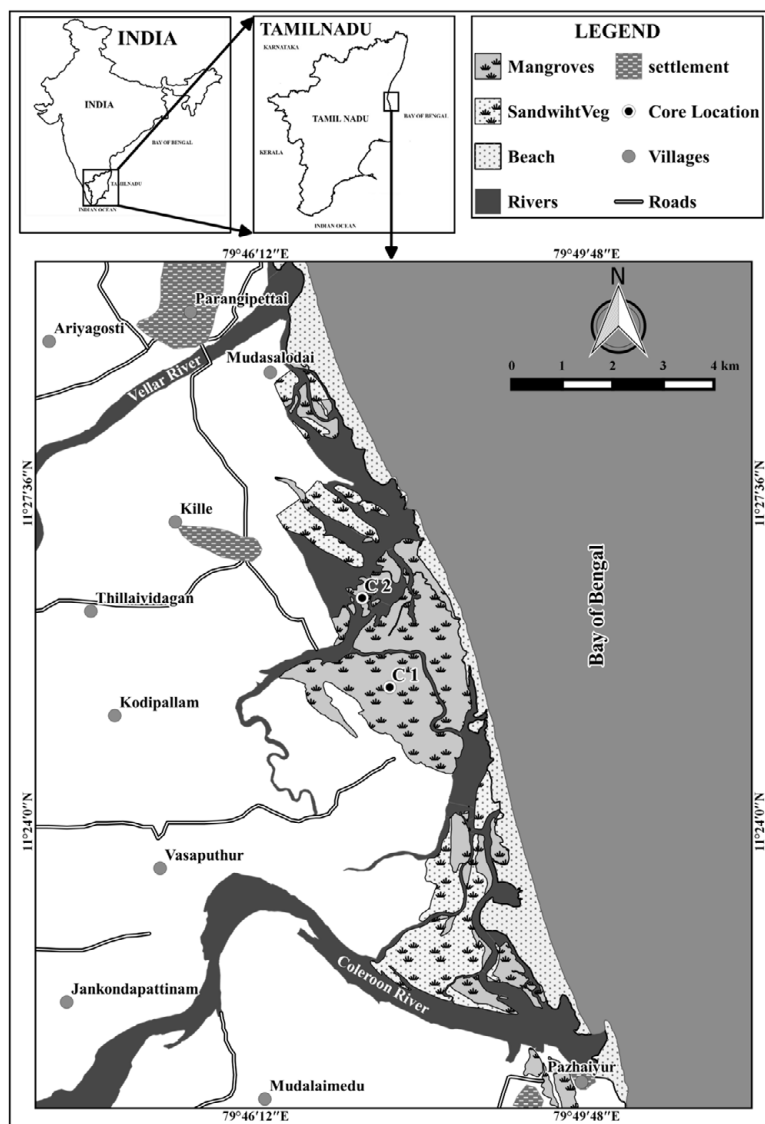 INDIA
INDIA
BAY OF BENGAL
TAMILNADU
INDIAN OCEAN
TAMILNADU
KARNATAKA
TAMIL NADU
BAY OF BENGAL
KERALA
INDIAN OCEAN
LEGEND
Mangroves
settlement
SandwihtVeg
Core Location
Beach
Villages
Rivers
Roads
79°46'12"E
79°49'48"E
N
0 1 2 3 4 km
Parangipettai
Ariyagosti
Mudasalodai
Vellar River
11°27'36"N
11°27'36"N
Kille
C 2
Thillaividagan
Bay of Bengal
C 1
Kodipallam
11°24'0"N
11°24'0"N
Vasaputhur
Coleroon River
Jankondapattinam
Pazhaiyur
Mudalaimedu
79°46'12"E
79°49'48"E